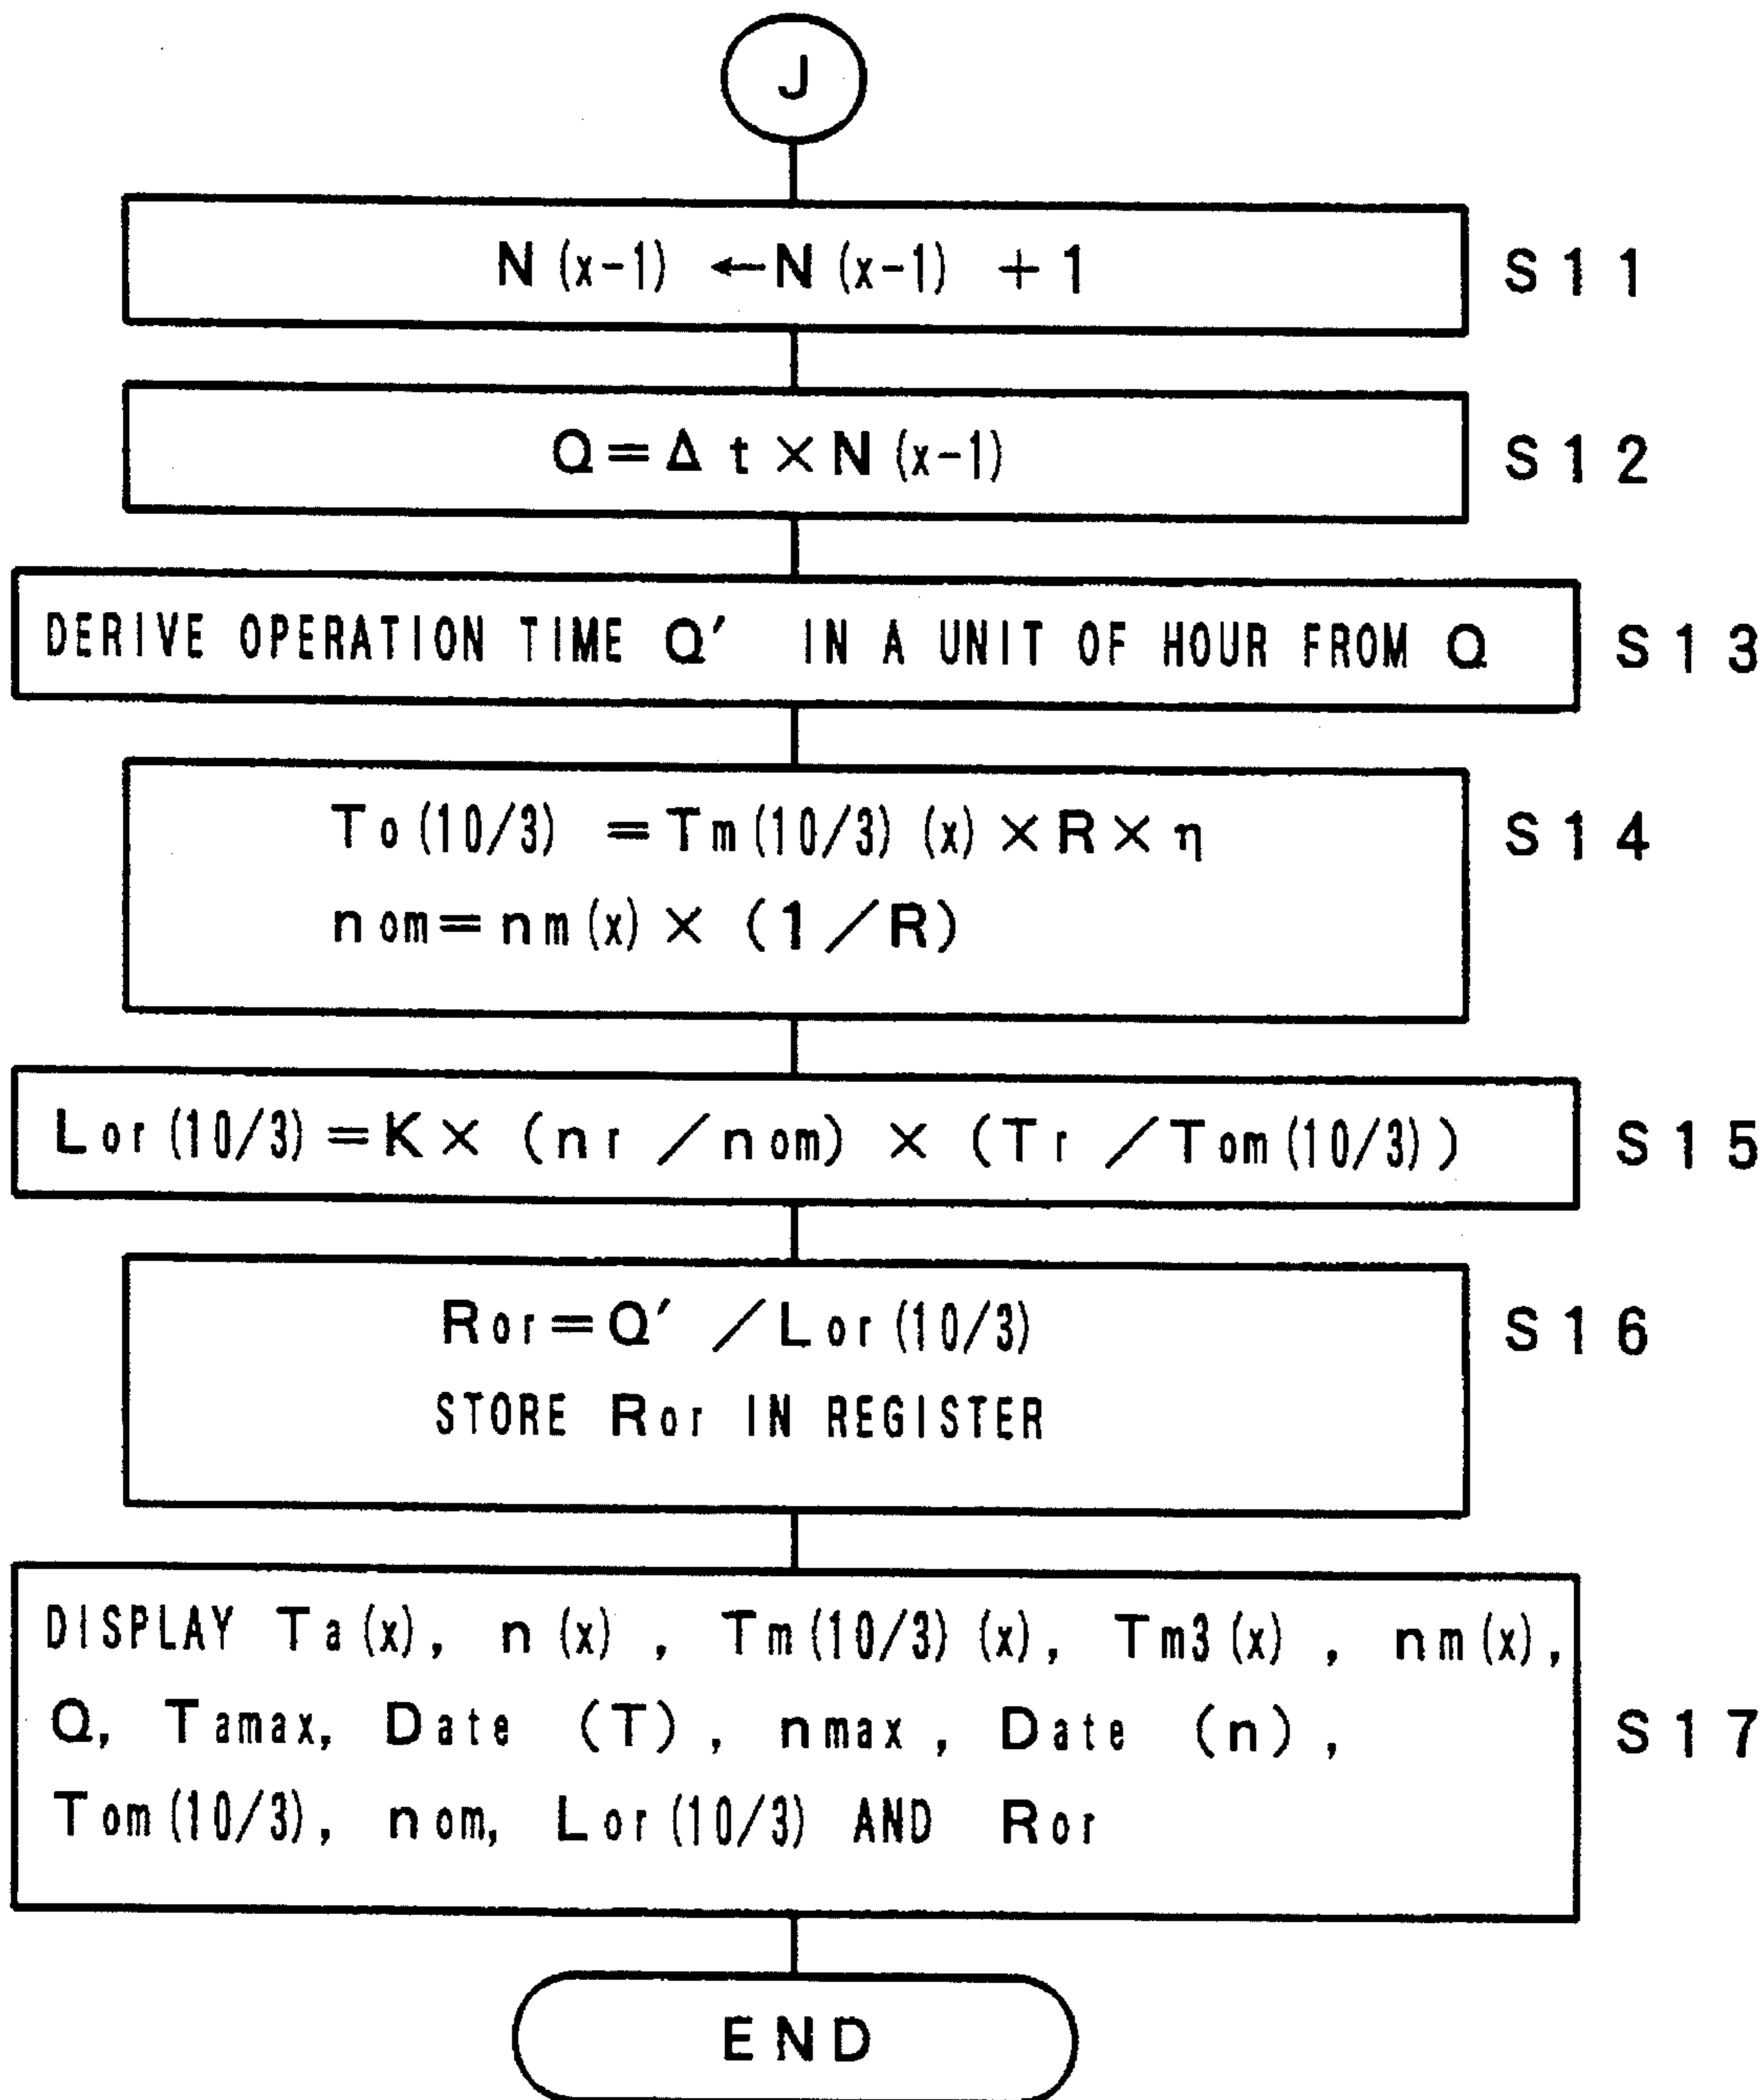 J
N(x-1) ←N(x-1) +1
S11
Q=Δt×N(x-1)
S12
DERIVE OPERATION TIME Q′ IN A UNIT OF HOUR FROM Q
S13
To(10/3) =Tm(10/3)(x)×R×η
S14
nom=nm(x)×(1/R)
Lor(10/3)=K×(nr/nom)×(Tr/Tom(10/3))
S15
Ror=Q′/Lor(10/3)
S16
STORE Ror IN REGISTER
DISPLAY Ta(x), n(x), Tm(10/3)(x), Tm3(x), nm(x),
Q, Tamax, Date (T), nmax, Date (n),
S17
Tom(10/3), nom, Lor(10/3) AND Ror
END